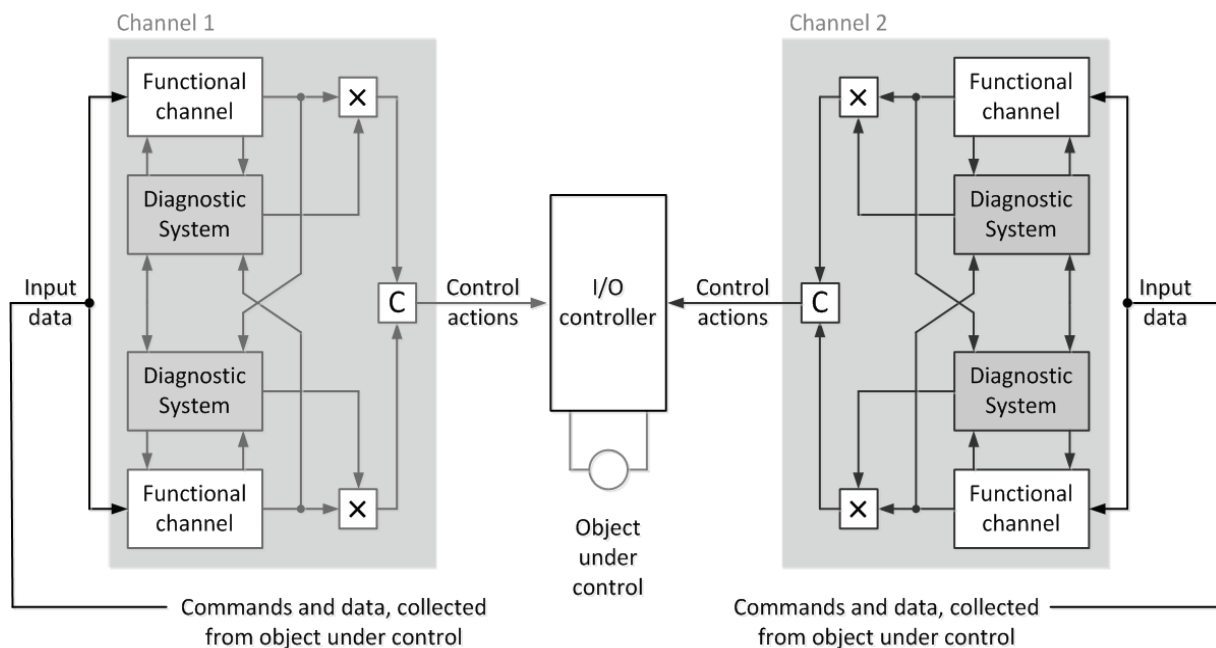 Channel 1
Channel 2
Functional
channel
×
Diagnostic
System
Input
data
C
Control
actions
Diagnostic
System
Functional
channel
×
I/O
controller
Object
under
control
×
Functional
channel
Diagnostic
System
Control
actions
C
Input
data
Diagnostic
System
×
Functional
channel
Commands and data, collected
from object under control
Commands and data, collected
from object under control